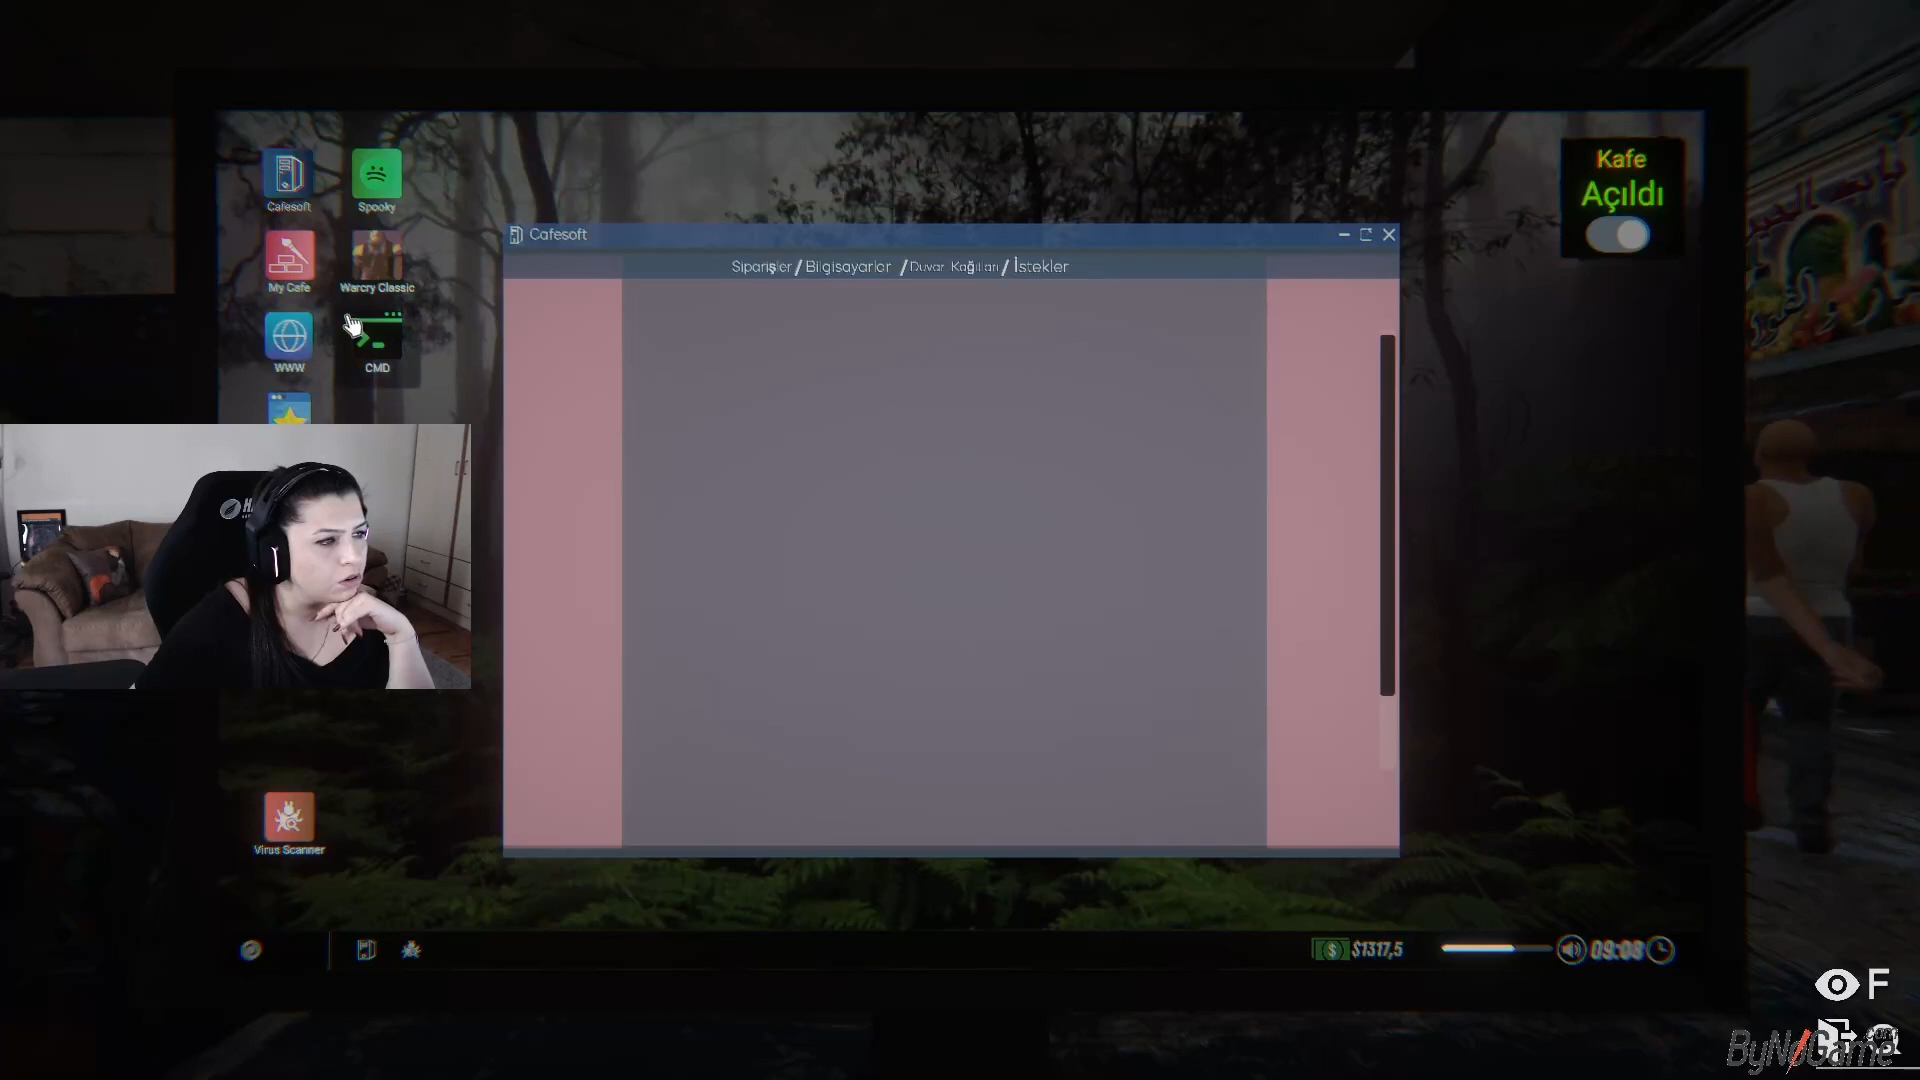 Kafe
Açıldı
Cafesoft
Spooky
My Cafe
Warcry Classic
WWW
CMD
Cafesoft
Siparişler / Bilgisayarlar / Duvar Kağıtları / İstekler
Virus Scanner
$1317,5
09:08
F
ByNoGame